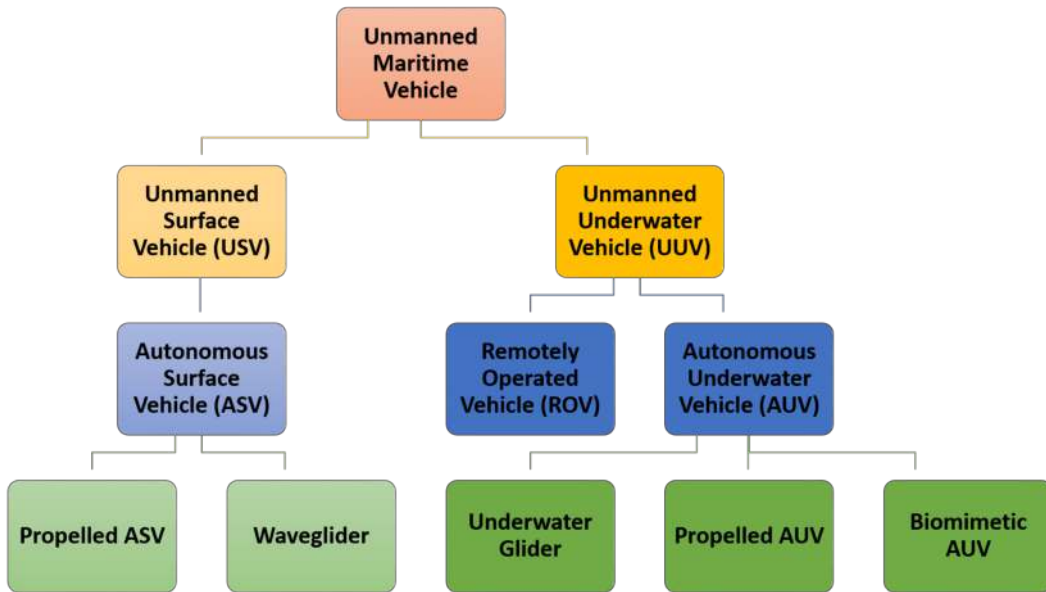 Unmanned
Maritime
Vehicle
Unmanned
Surface
Vehicle (USV)
Unmanned
Underwater
Vehicle (UUV)
Autonomous
Surface
Vehicle (ASV)
Remotely
Operated
Vehicle (ROV)
Autonomous
Underwater
Vehicle (AUV)
Propelled ASV
Waveglider
Underwater
Glider
Propelled AUV
Biomimetic
AUV